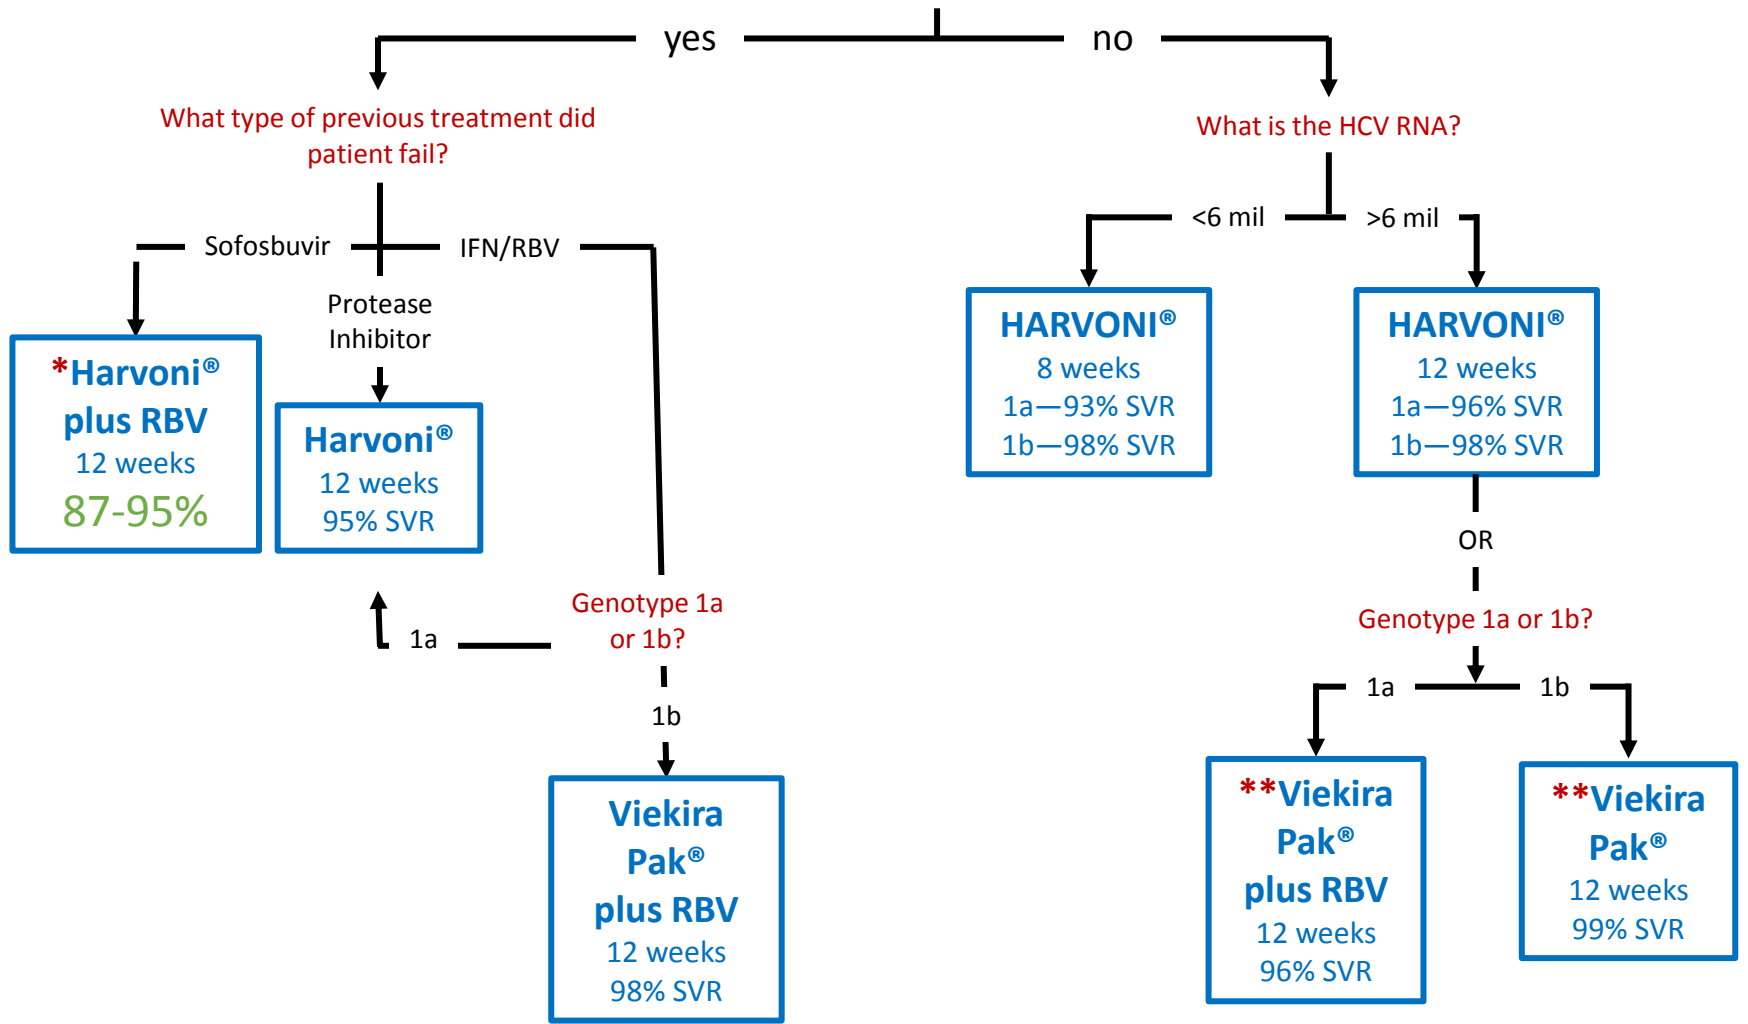 yes
no
What type of previous treatment did
patient fail?
What is the HCV RNA?
Sofosbuvir
IFN/RBV
<6 mil
>6 mil
Protease
Inhibitor
*Harvoni®
plus RBV
12 weeks
87-95%
Harvoni®
12 weeks
95% SVR
HARVONI®
8 weeks
1a—93% SVR
1b—98% SVR
HARVONI®
12 weeks
1a—96% SVR
1b—98% SVR
OR
Genotype 1a
or 1b?
1a
1b
Genotype 1a or 1b?
1a
1b
Viekira
Pak®
plus RBV
12 weeks
98% SVR
**Viekira
Pak®
plus RBV
12 weeks
96% SVR
**Viekira
Pak®
12 weeks
99% SVR